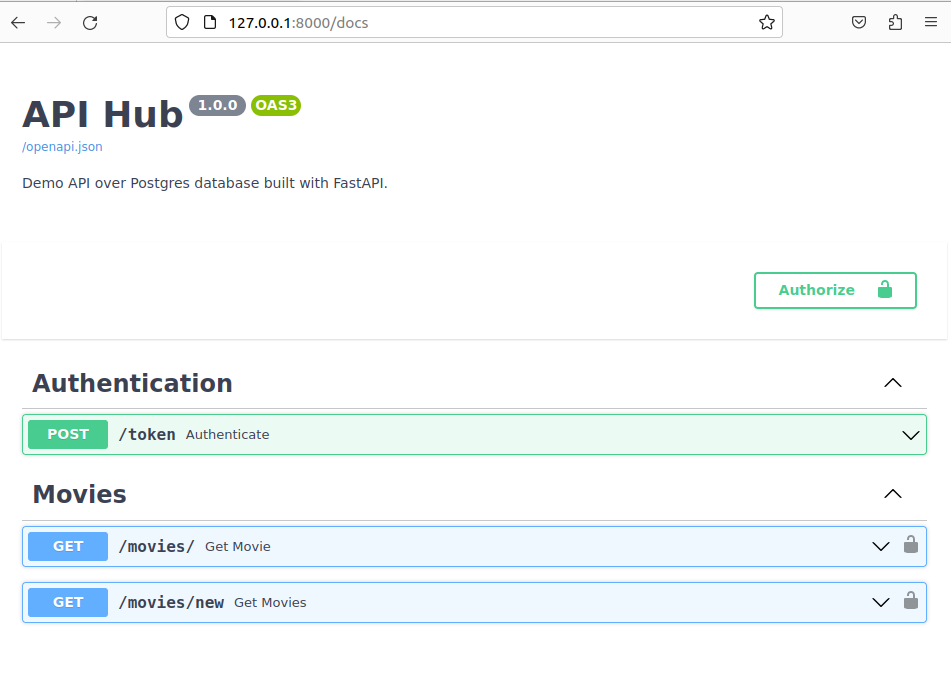 127.0.0.1:8000/docs
API Hub 1.0.0 OAS3
/openapi.json
Demo API over Postgres database built with FastAPI.
Authorize
Authentication
POST /token Authenticate
Movies
GET /movies/ Get Movie
GET /movies/new Get Movies